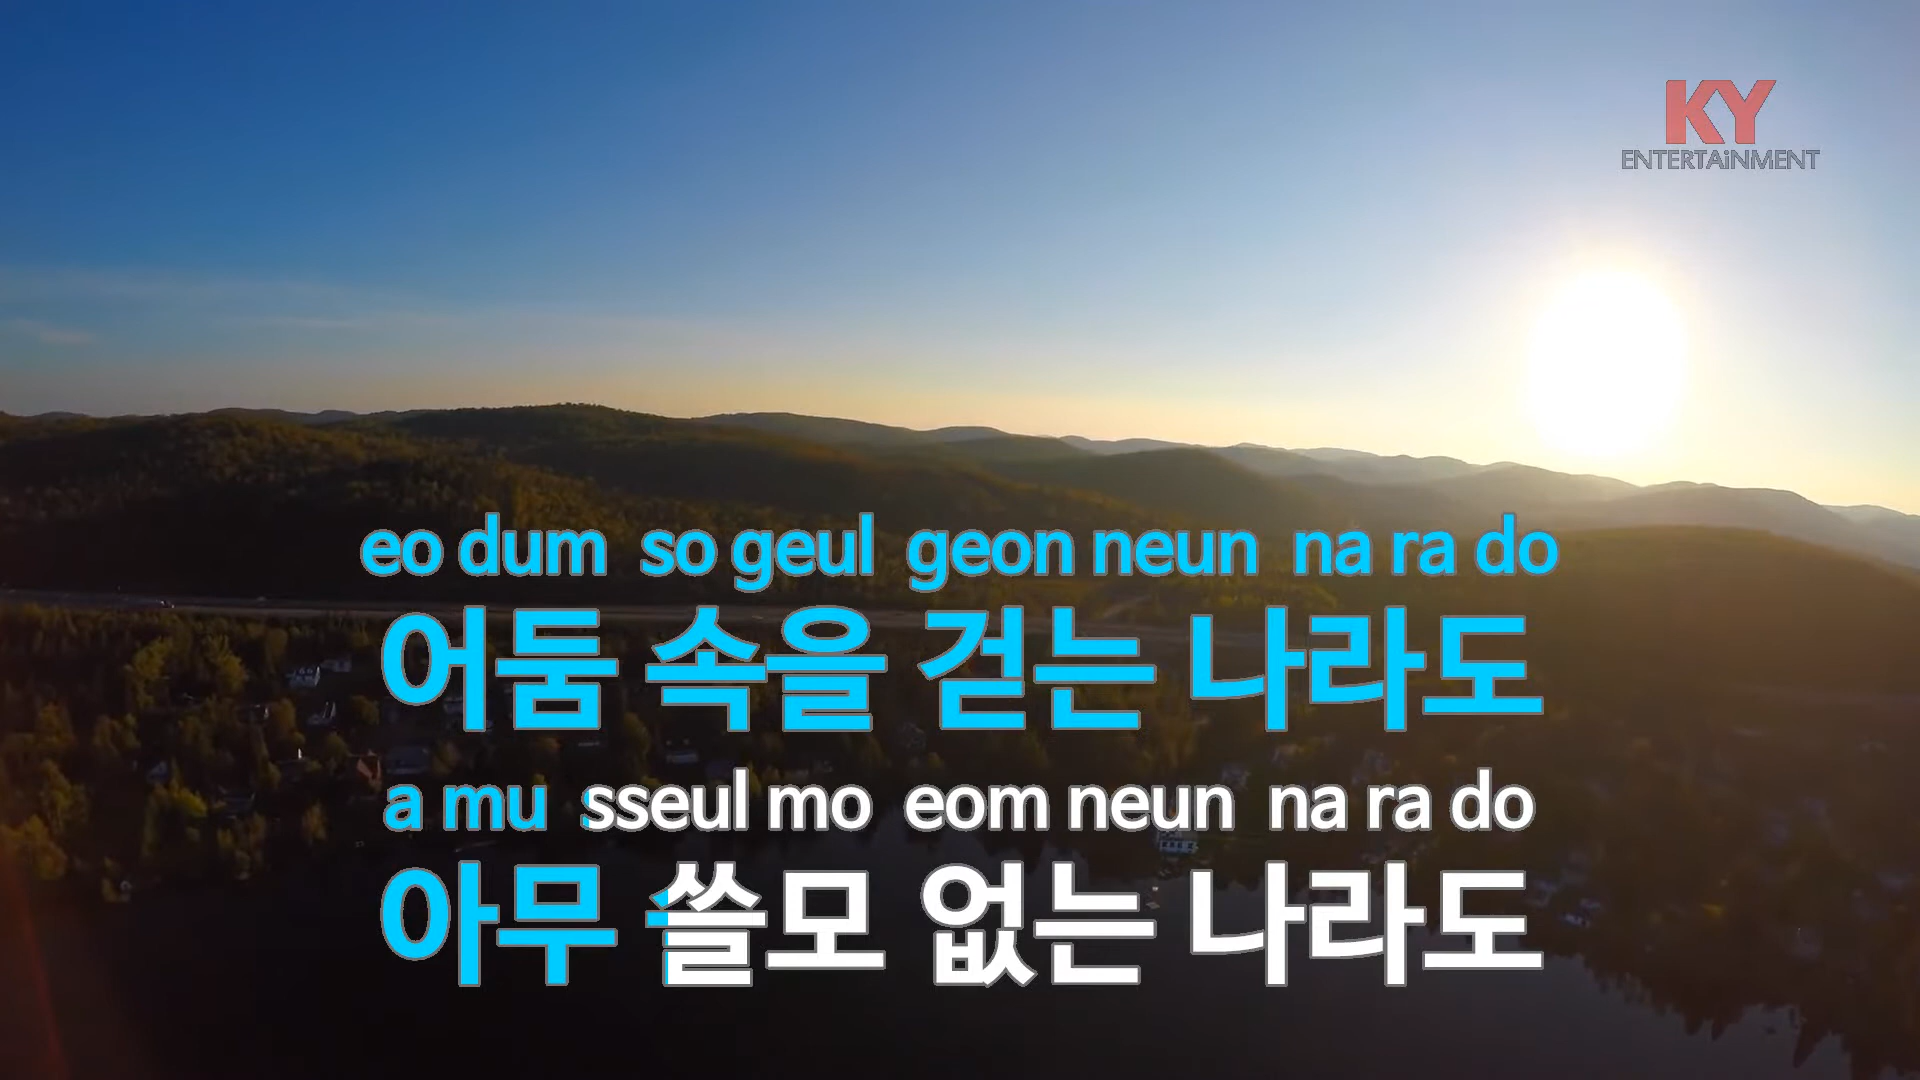 KY
ENTERTAiNMENT
eo dum so geul geon neun na ra do
어둠 속을 걷는 나라도
a mu sseul mo eom neun na ra do
아무 쓸모 없는 나라도